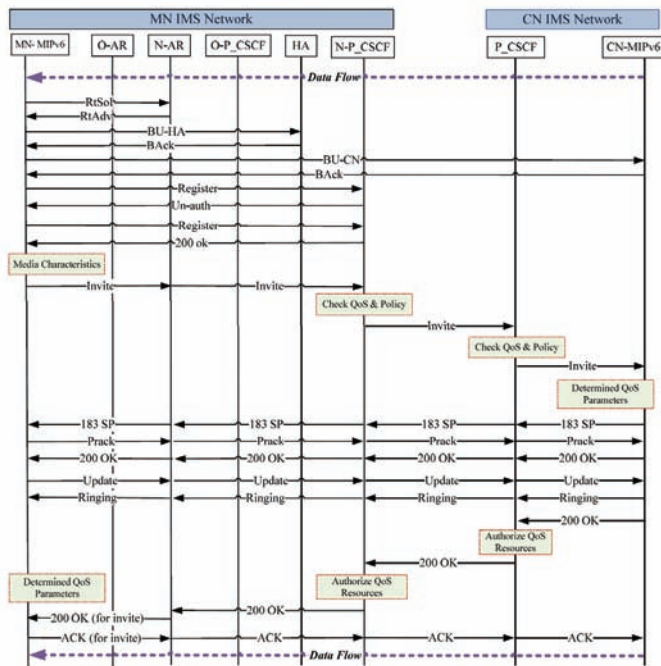 MN IMS Network
CN IMS Network
MN- MIPv6
O-AR
N-AR
O-P_CSCF
HA
N-P_CSCF
P_CSCF
CN-MIPv6
Data Flow
RtSol
RtAdv
BU-HA
BAck
BU-CN
BAck
Register
Un-auth
Register
200 ok
Media Characteristics
Invite
Invite
Check QoS & Policy
Invite
Check QoS & Policy
Invite
Determined QoS
Parameters
183 SP
183 SP
183 SP
183 SP
Prack
Prack
Prack
Prack
200 OK
200 OK
200 OK
200 OK
Update
Update
Update
Update
Ringing
Ringing
Ringing
Ringing
200 OK
Authorize QoS
Resources
200 OK
Determined QoS
Parameters
Authorize QoS
Resources
200 OK
200 OK (for invite)
ACK (for invite)
ACK
ACK
ACK
Data Flow